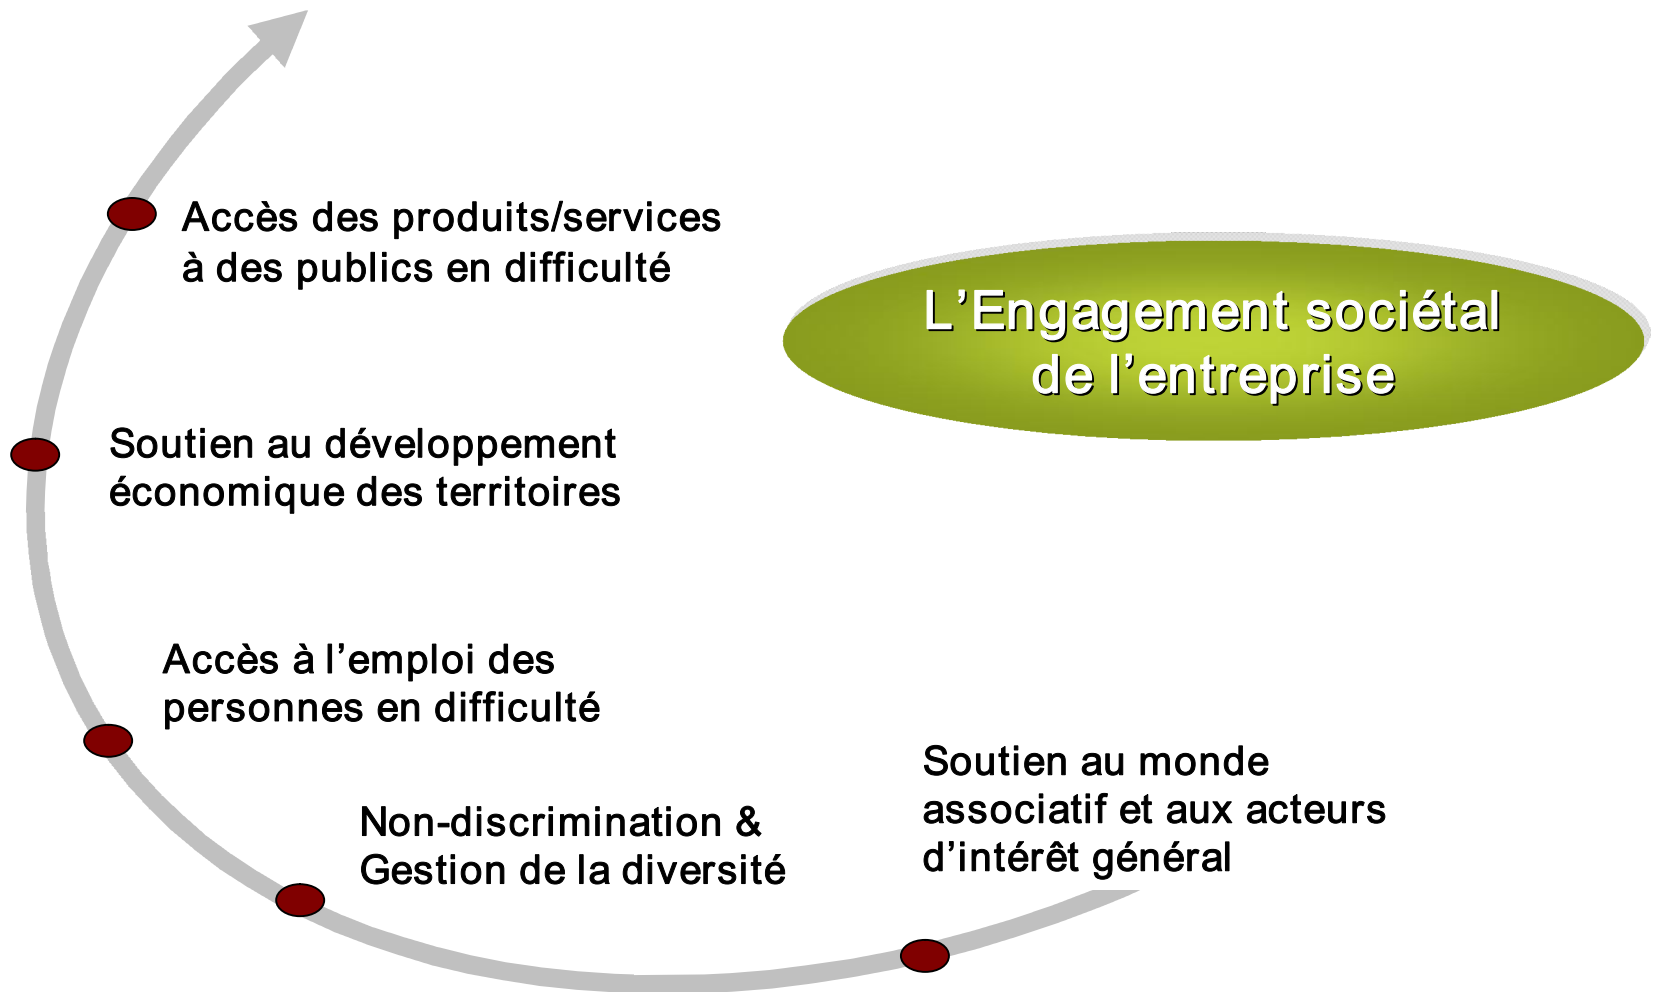 Accès des produits/services
à des publics en difficulté
L’Engagement sociétal
de l’entreprise
Soutien au développement
économique des territoires
Accès à l’emploi des
personnes en difficulté
Non-discrimination &
Gestion de la diversité
Soutien au monde
associatif et aux acteurs
d’intérêt général